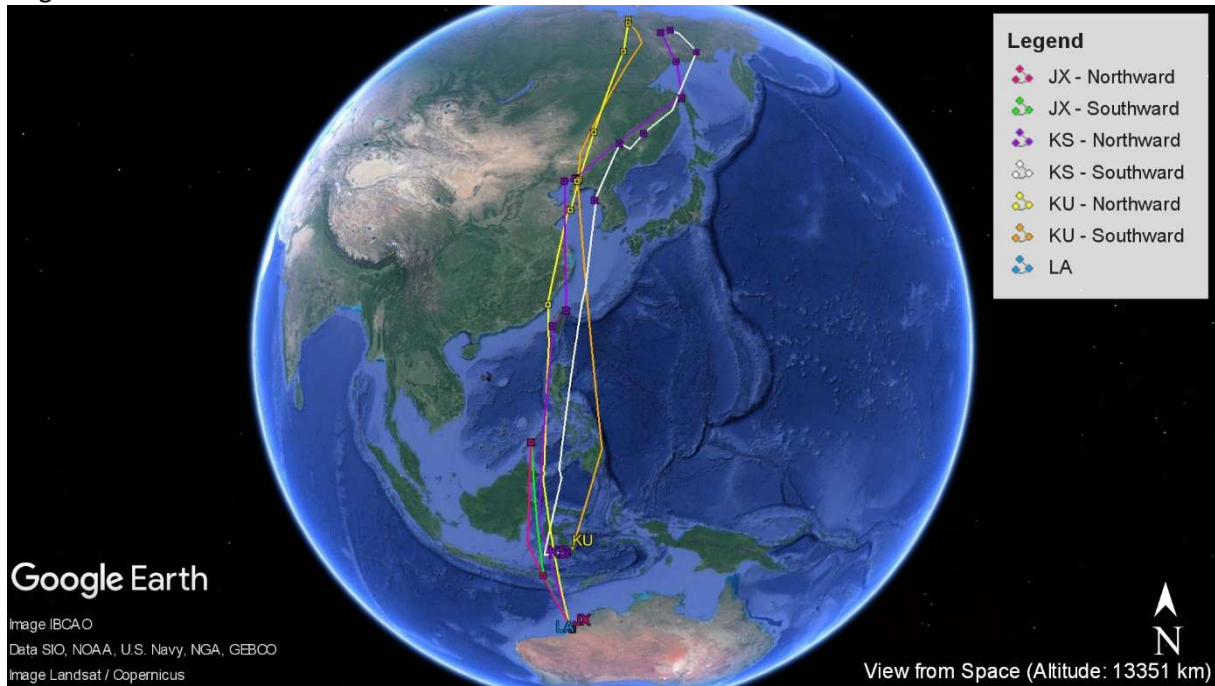 Legend
JX - Northward
JX - Southward
KS - Northward
KS - Southward
KU - Northward
KU - Southward
LA
KU
JX
LA
Google Earth
Image IBCAO
Data SIO, NOAA, U.S. Navy, NGA, GEBCO
Image Landsat / Copernicus
N
View from Space (Altitude: 13351 km)